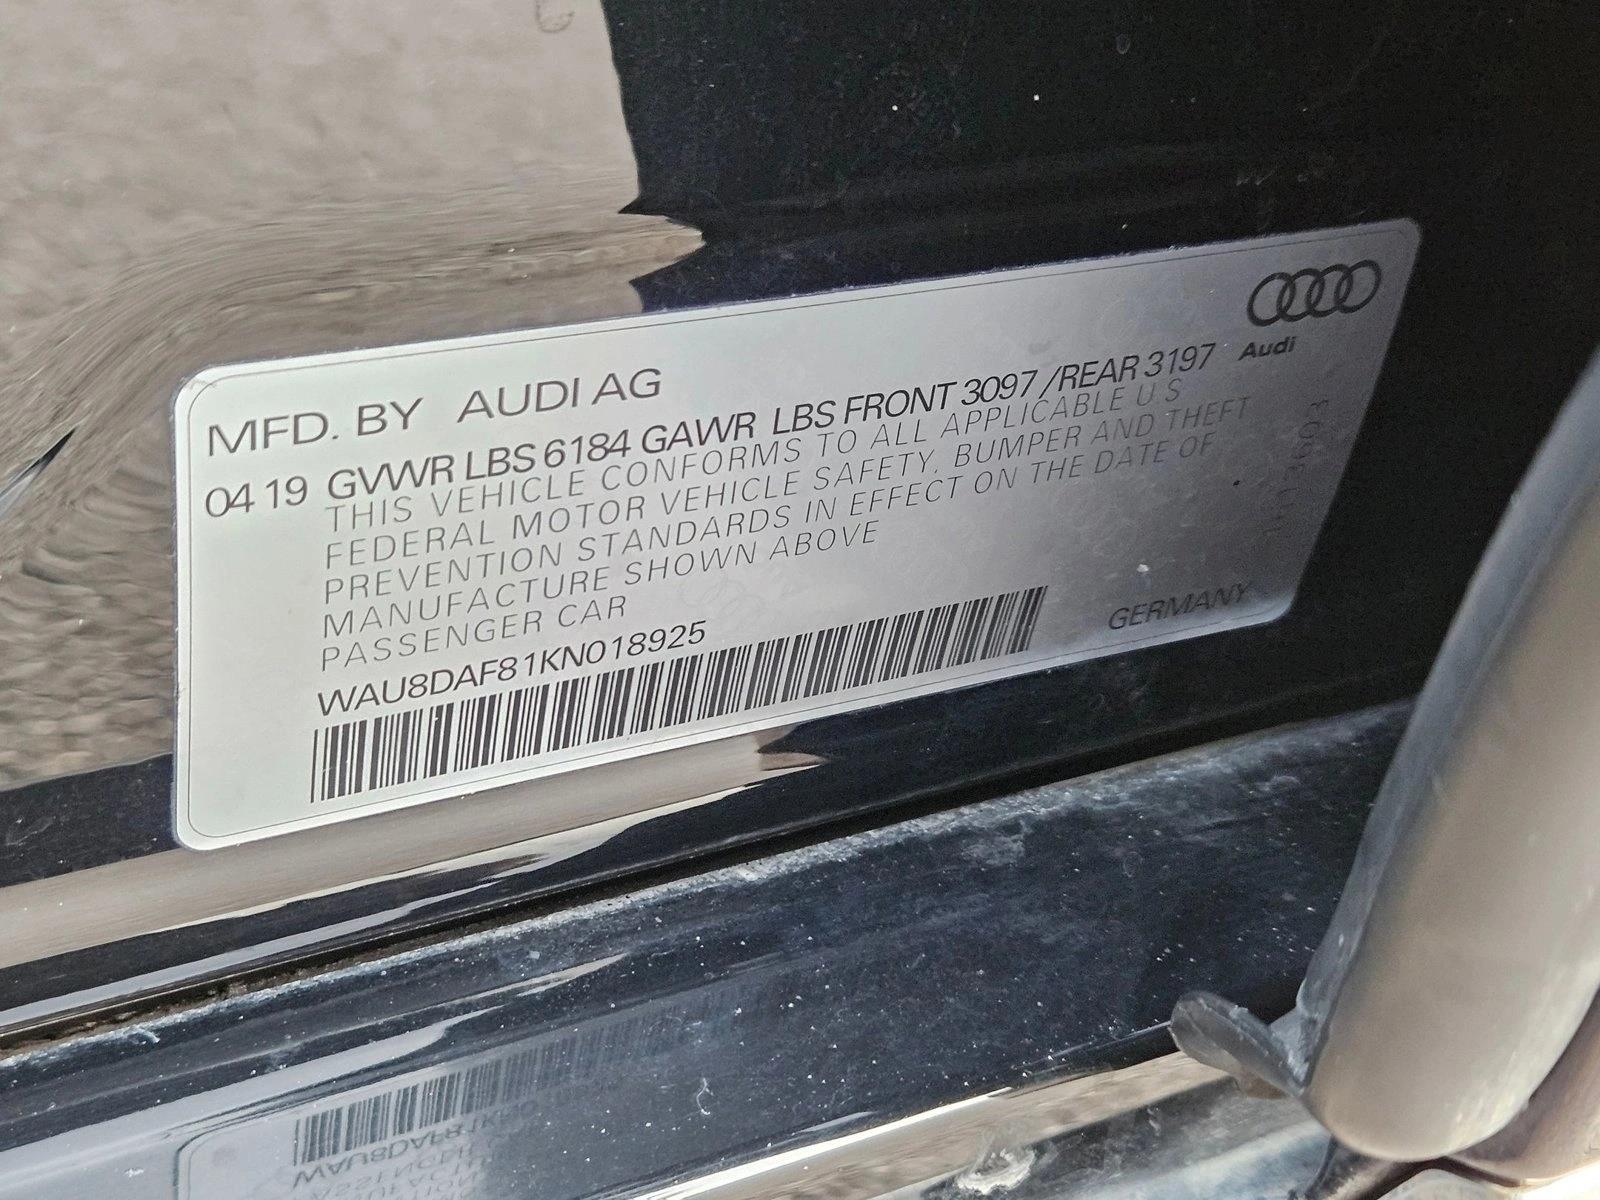 MFD. BY AUDI AG
Audi
04 19 GVWR LBS 6184 GAWR LBS FRONT 3097 /REAR 3197
THIS VEHICLE CONFORMS TO ALL APPLICABLE U.S
FEDERAL MOTOR VEHICLE SAFETY, BUMPER AND THEFT
PREVENTION STANDARDS IN EFFECT ON THE DATE OF
MANUFACTURE SHOWN ABOVE
PASSENGER CAR
WAU8DAF81KN018925
GERMANY